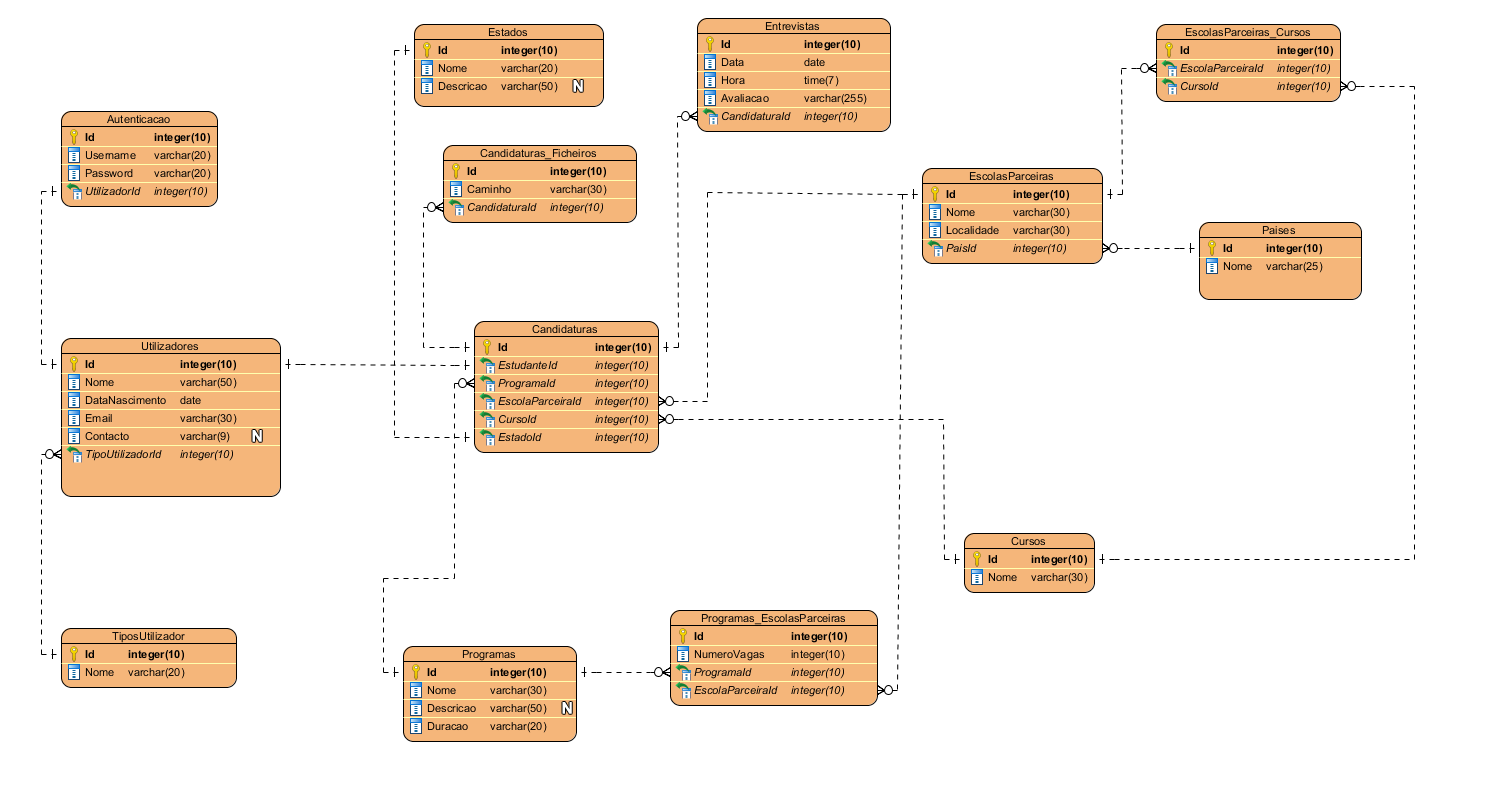 Estados
Id integer(10)
Nome varchar(20)
Descricao varchar(50) N
Entrevistas
Id integer(10)
Data date
Hora time(7)
Avaliacao varchar(255)
CandidaturaId integer(10)
EscolasParceiras_Cursos
Id integer(10)
EscolaParceiraId integer(10)
CursoId integer(10)
Autenticacao
Id integer(10)
Username varchar(20)
Password varchar(20)
UtilizadorId integer(10)
Candidaturas_Ficheiros
Id integer(10)
Caminho varchar(30)
CandidaturaId integer(10)
EscolasParceiras
Id integer(10)
Nome varchar(30)
Localidade varchar(30)
PaisId integer(10)
Paises
Id integer(10)
Nome varchar(25)
Utilizadores
Id integer(10)
Nome varchar(50)
DataNascimento date
Email varchar(30)
Contacto varchar(9) N
TipoUtilizadorId integer(10)
Candidaturas
Id integer(10)
EstudanteId integer(10)
ProgramaId integer(10)
EscolaParceiraId integer(10)
CursoId integer(10)
EstadoId integer(10)
Cursos
Id integer(10)
Nome varchar(30)
TiposUtilizador
Id integer(10)
Nome varchar(20)
Programas
Id integer(10)
Nome varchar(30)
Descricao varchar(50) N
Duracao varchar(20)
Programas_EscolasParceiras
Id integer(10)
NumeroVagas integer(10)
ProgramaId integer(10)
EscolaParceiraId integer(10)